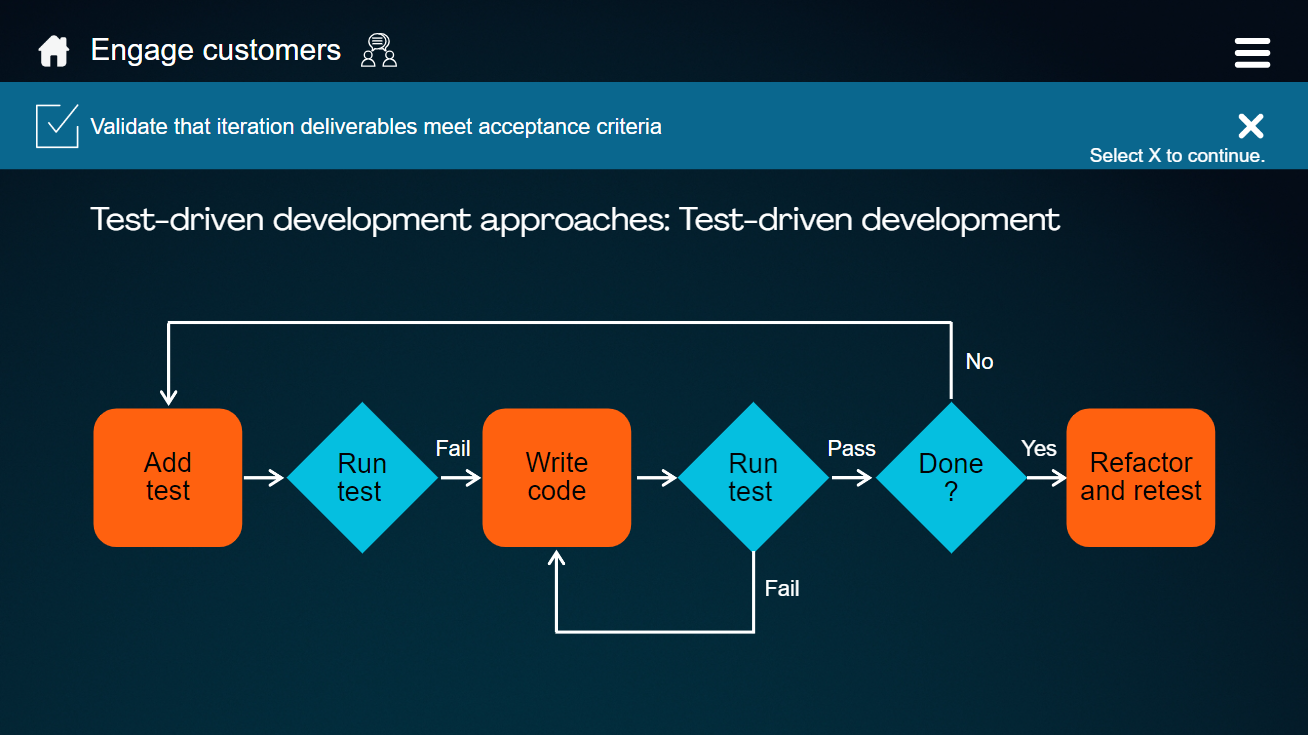 Engage customers
Validate that iteration deliverables meet acceptance criteria
Select X to continue.
Test-driven development approaches: Test-driven development
No
Add
test
Run
test
Fail
Write
code
Run
test
Pass
Done
?
Yes
Refactor
and retest
Fail